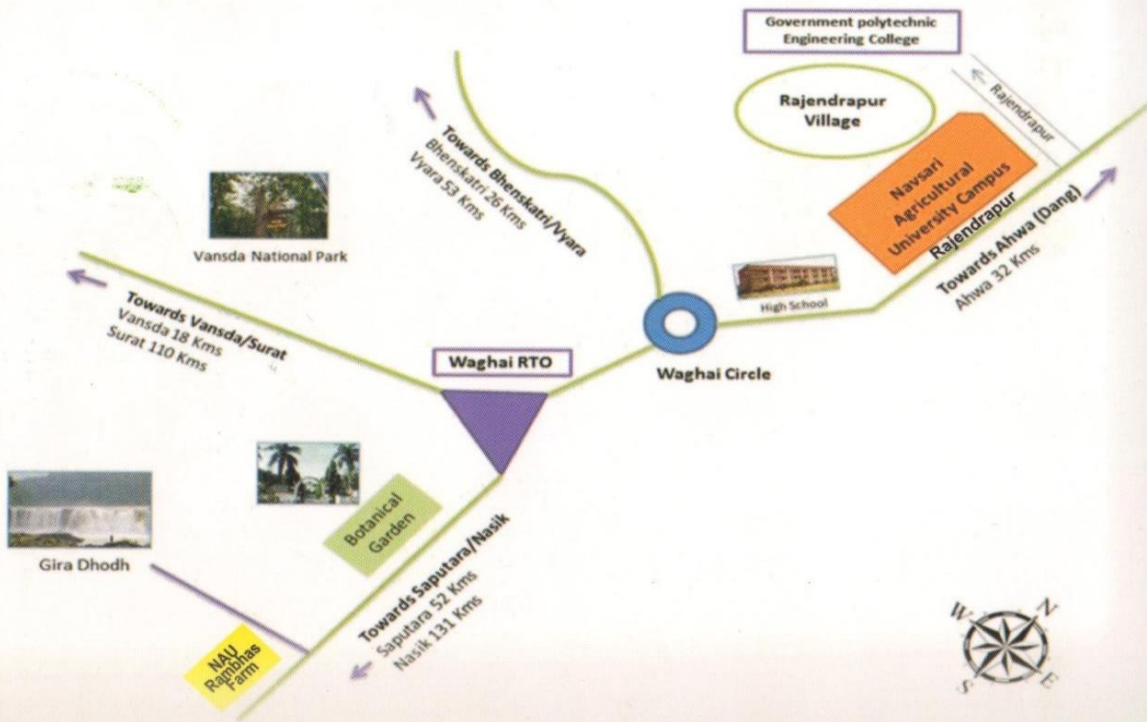 Government polytechnic
Engineering College
Rajendrapur
Rajendrapur
Village
Navsari
Agricultural
University Campus
Rajendrapur
Towards Ahwa (Dang)
Ahwa 32 Kms
Towards Bhenskatri/Vyara
Bhenskatri 26 Kms
Vyara 53 Kms
Vansda National Park
High School
Towards Vansda/Surat
Vansda 18 Kms
Surat 110 Kms
Waghai RTO
Waghai Circle
Botanical
Garden
Gira Dhodh
Towards Saputara/Nasik
Saputara 52 Kms
Nasik 131 Kms
NAU
Rambhas
Farm
W
N
S
E